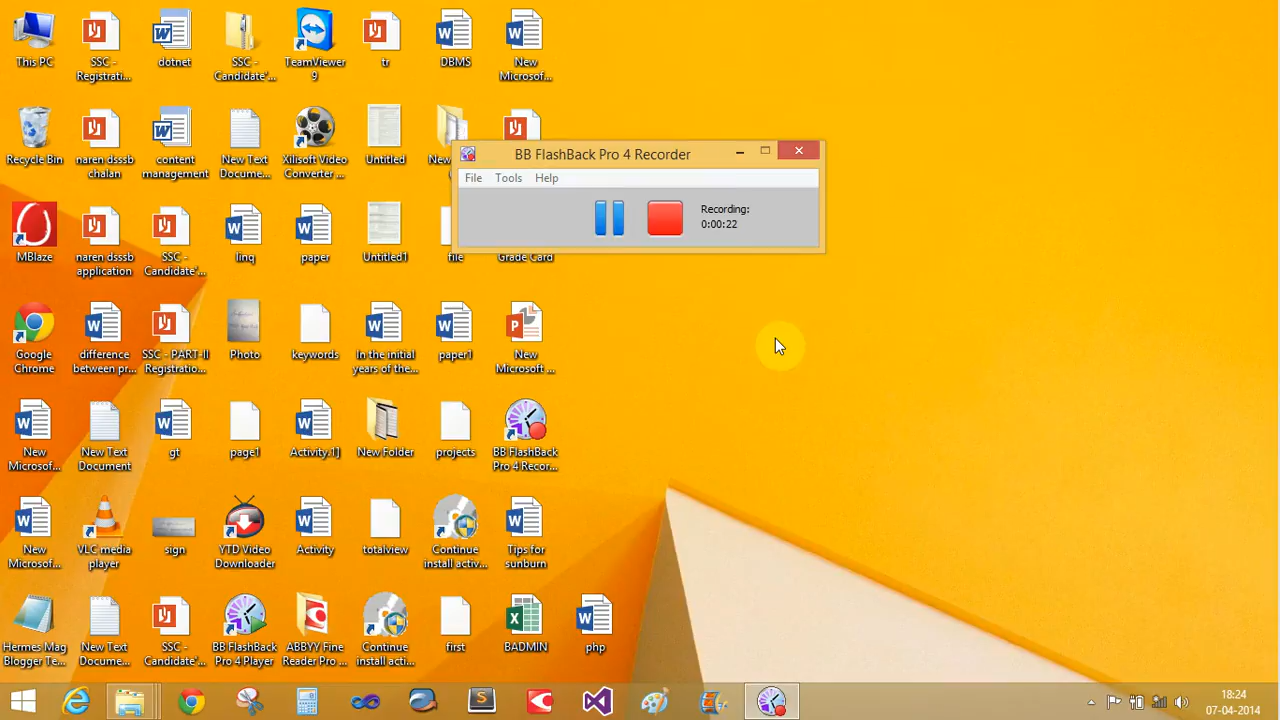 This PC
SSC -
Registrati...
dotnet
SSC -
Candidate'...
TeamViewer
9
tr
DBMS
New
Microsof...
Recycle Bin
naren dsssb
chalan
content
management
New Text
Docume...
Xilisoft Video
Converter ...
Untitled
BB FlashBack Pro 4 Recorder
File Tools Help
Recording:
0:00:22
MBlaze
naren dsssb
application
SSC -
Candidate'...
linq
paper
Untitled1
file
Grade Card
Google
Chrome
difference
between pr...
SSC - PART-II
Registratio...
Photo
keywords
In the initial
years of the...
paper1
New
Microsoft ...
New
Microsof...
New Text
Document
gt
page1
Activity.1]
New Folder
projects
BB FlashBack
Pro 4 Recor...
New
Microsof...
VLC media
player
sign
YTD Video
Downloader
Activity
totalview
Continue
install activ...
Tips for
sunburn
Hermes Mag
Blogger Te...
New Text
Docume...
SSC -
Candidate'...
BB FlashBack
Pro 4 Player
ABBYY Fine
Reader Pro ...
Continue
install acti...
first
BADMIN
php
18:24
07-04-2014